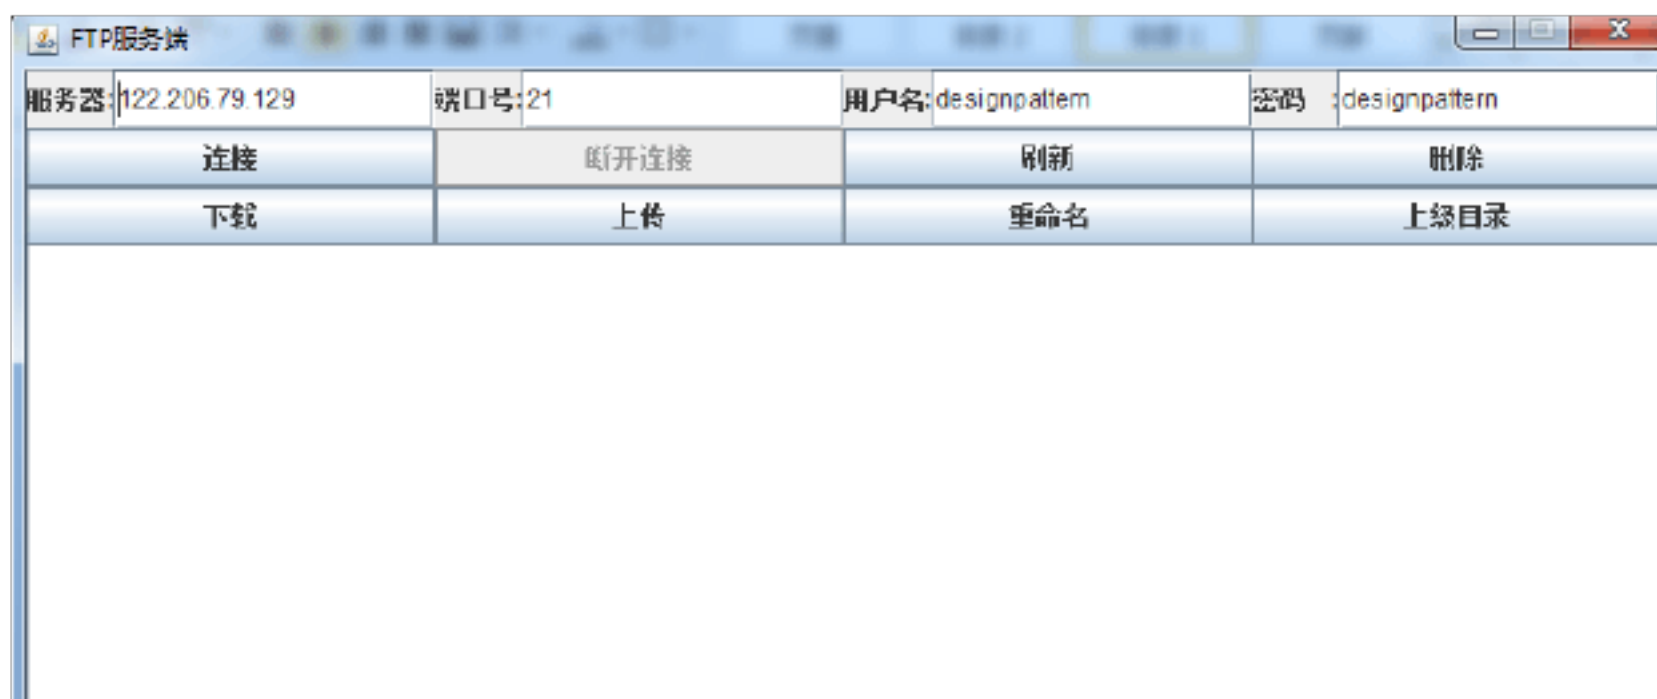 FTP服务端
服务器:122.206.79.129 端口号:21 用户名:designpattern 密码 :designpattern
连接 断开连接 刷新 删除
下载 上传 重命名 上级目录